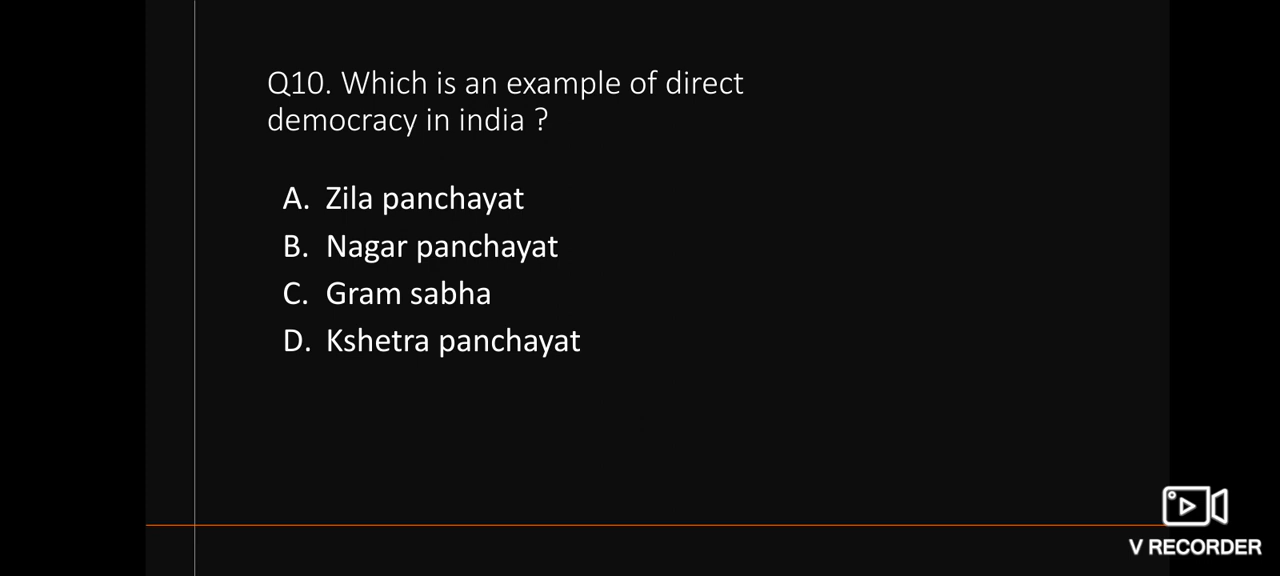 Q10. Which is an example of direct
democracy in india ?
A. Zila panchayat
B. Nagar panchayat
C. Gram sabha
D. Kshetra panchayat
V RECORDER